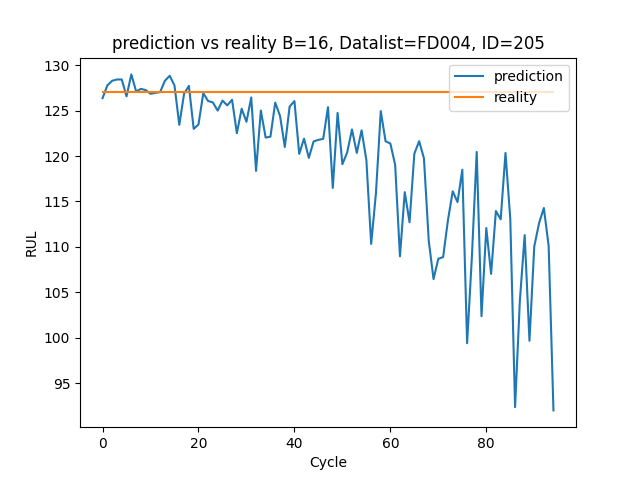 prediction vs reality B=16, Datalist=FD004, ID=205
prediction
reality
RUL
130
125
120
115
110
105
100
95
0 20 40 60 80
Cycle